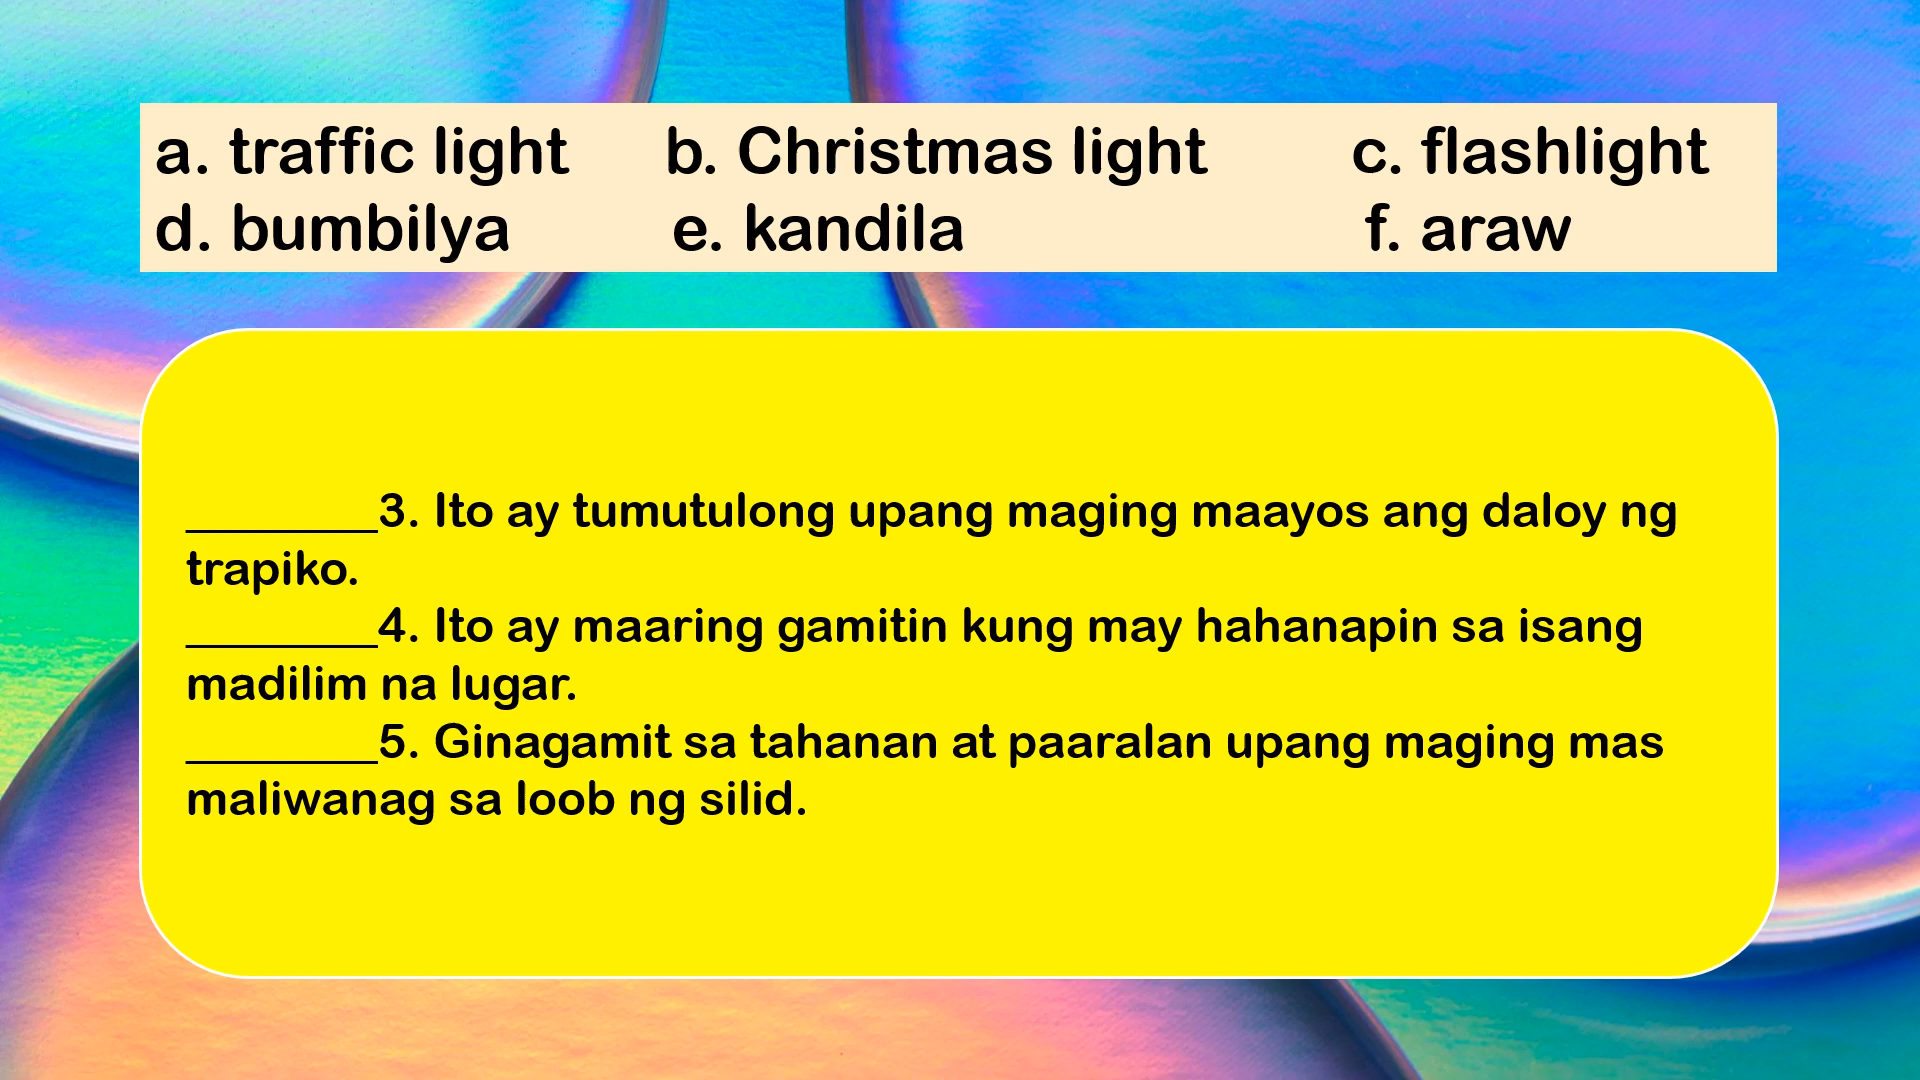 a. traffic light b. Christmas light c. flashlight
d. bumbilya e. kandila f. araw
________3. Ito ay tumutulong upang maging maayos ang daloy ng
trapiko.
________4. Ito ay maaring gamitin kung may hahanapin sa isang
madilim na lugar.
________5. Ginagamit sa tahanan at paaralan upang maging mas
maliwanag sa loob ng silid.